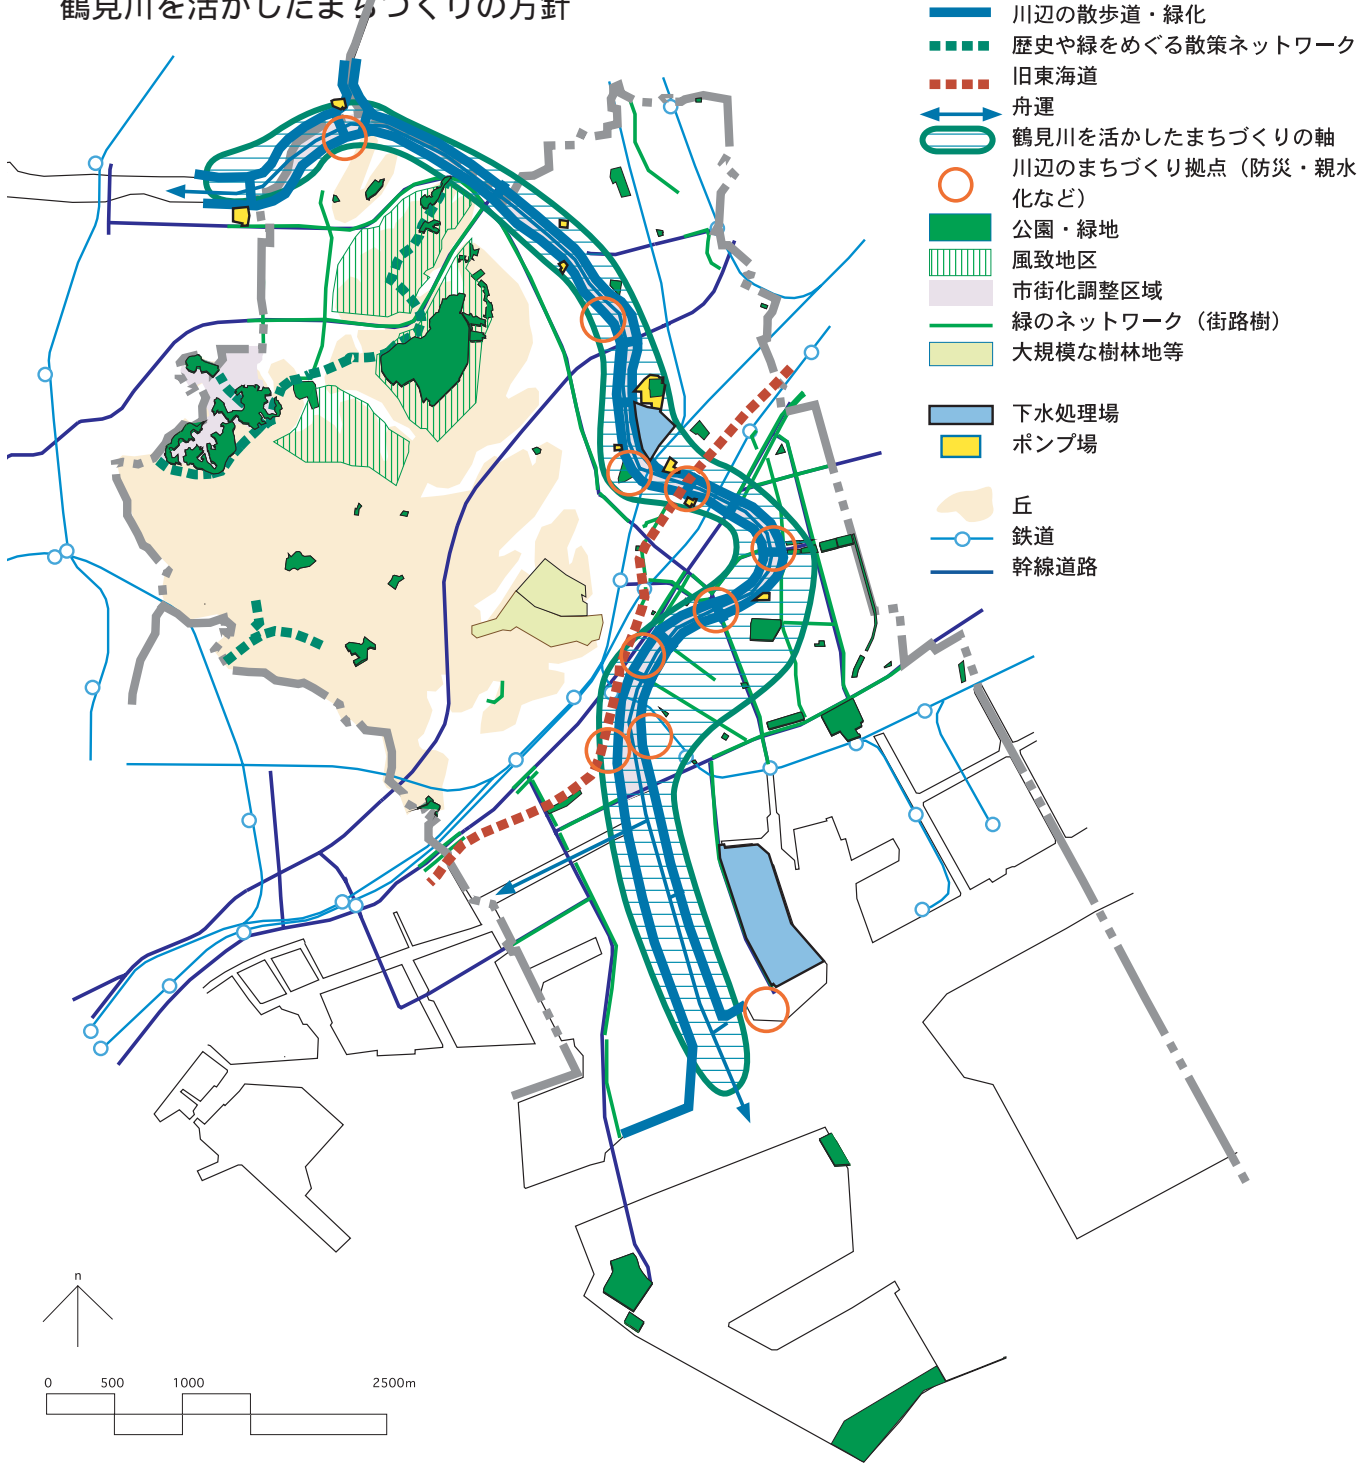 鶴見川を活かしたまちづくりの方針
川辺の散歩道・緑化
歴史や緑をめぐる散策ネットワーク
旧東海道
舟運
鶴見川を活かしたまちづくりの軸
川辺のまちづくり拠点（防災・親水
化など）
公園・緑地
風致地区
市街化調整区域
緑のネットワーク（街路樹）
大規模な樹林地等
下水処理場
ポンプ場
丘
鉄道
幹線道路
n
0 500 1000 2500m